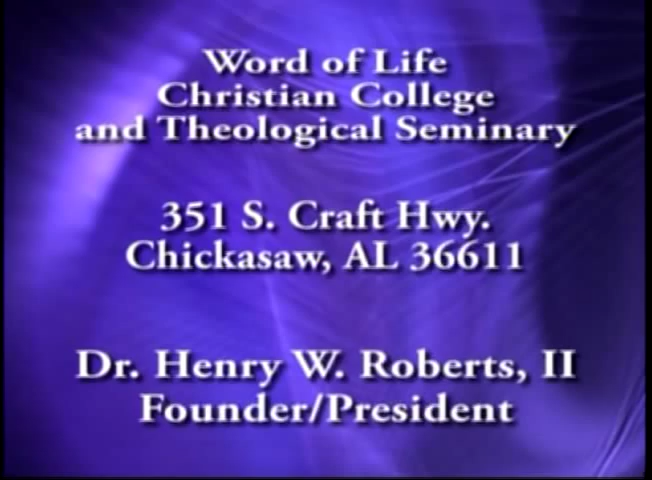 Word of Life
Christian College
and Theological Seminary
351 S. Craft Hwy.
Chickasaw, AL 36611
Dr. Henry W. Roberts, II
Founder/President